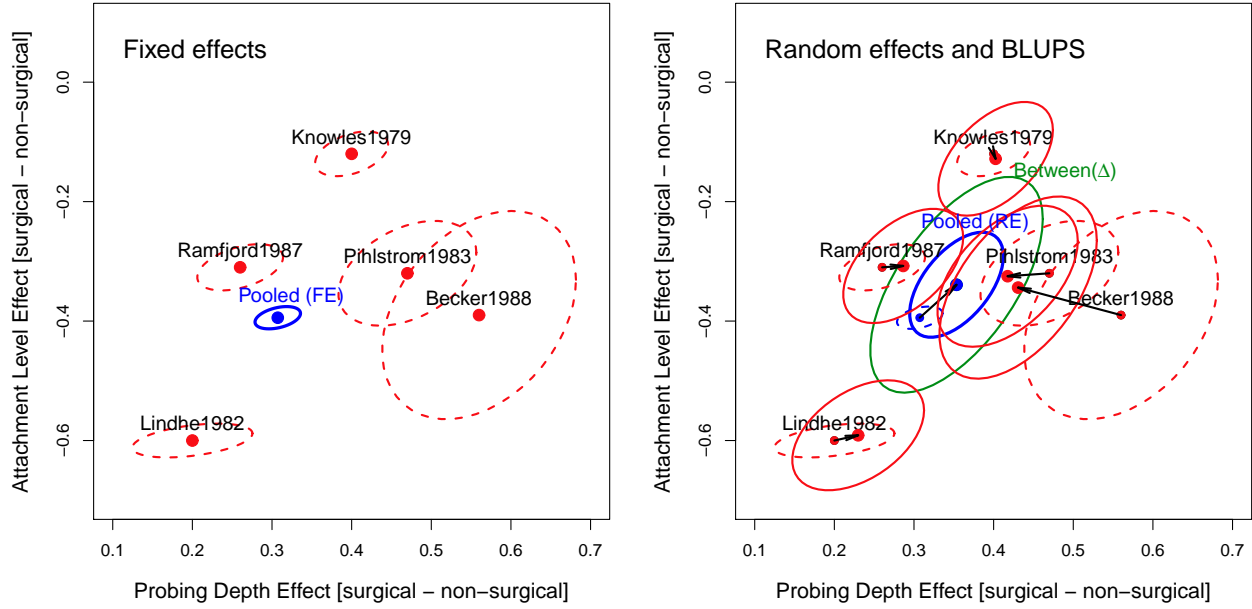 Fixed effects
Knowles1979
Ramfjord1987
Pihlstrom1983
Pooled (FE)
Becker1988
Lindhe1982
0.0
−0.2
−0.4
−0.6
0.1 0.2 0.3 0.4 0.5 0.6 0.7
Attachment Level Effect [surgical − non−surgical]
Probing Depth Effect [surgical − non−surgical]
Random effects and BLUPS
Knowles1979
Between(Δ)
Pooled (RE)
Ramfjord1987
Pihlstrom1983
Becker1988
Lindhe1982
0.0
−0.2
−0.4
−0.6
0.1 0.2 0.3 0.4 0.5 0.6 0.7
Attachment Level Effect [surgical − non−surgical]
Probing Depth Effect [surgical − non−surgical]